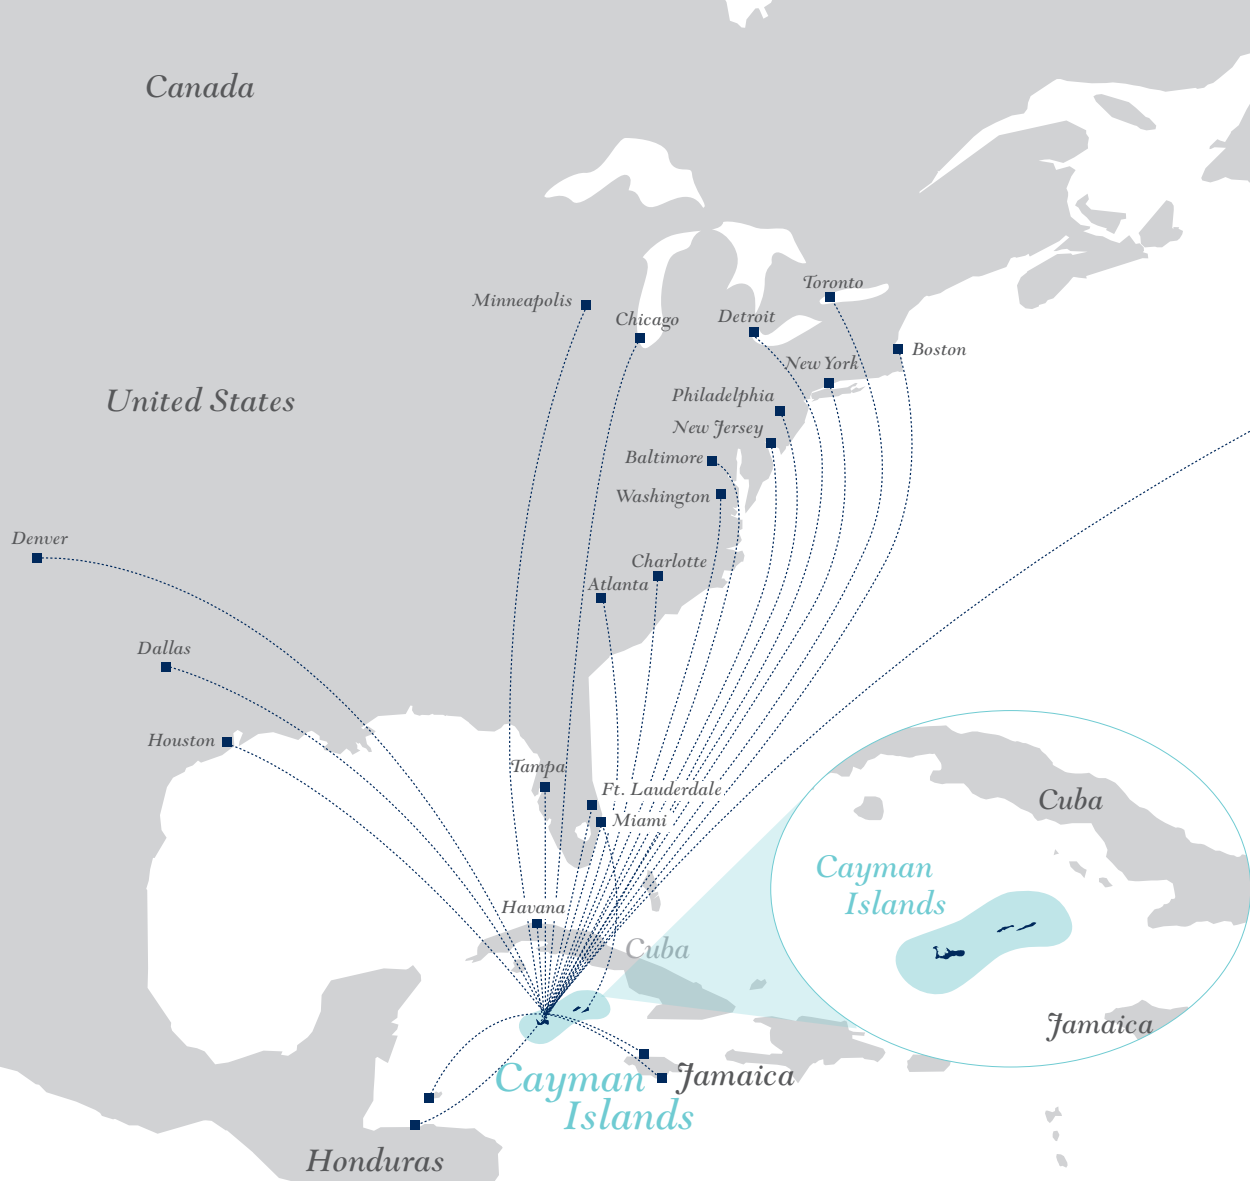 Canada
Toronto
Minneapolis
Chicago
Detroit
Boston
New York
United States
Philadelphia
New Jersey
Baltimore
Washington
Denver
Charlotte
Atlanta
Dallas
Houston
Tampa
Ft. Lauderdale
Miami
Cuba
Cayman
Islands
Havana
Cuba
Jamaica
Cayman
Islands
Jamaica
Honduras